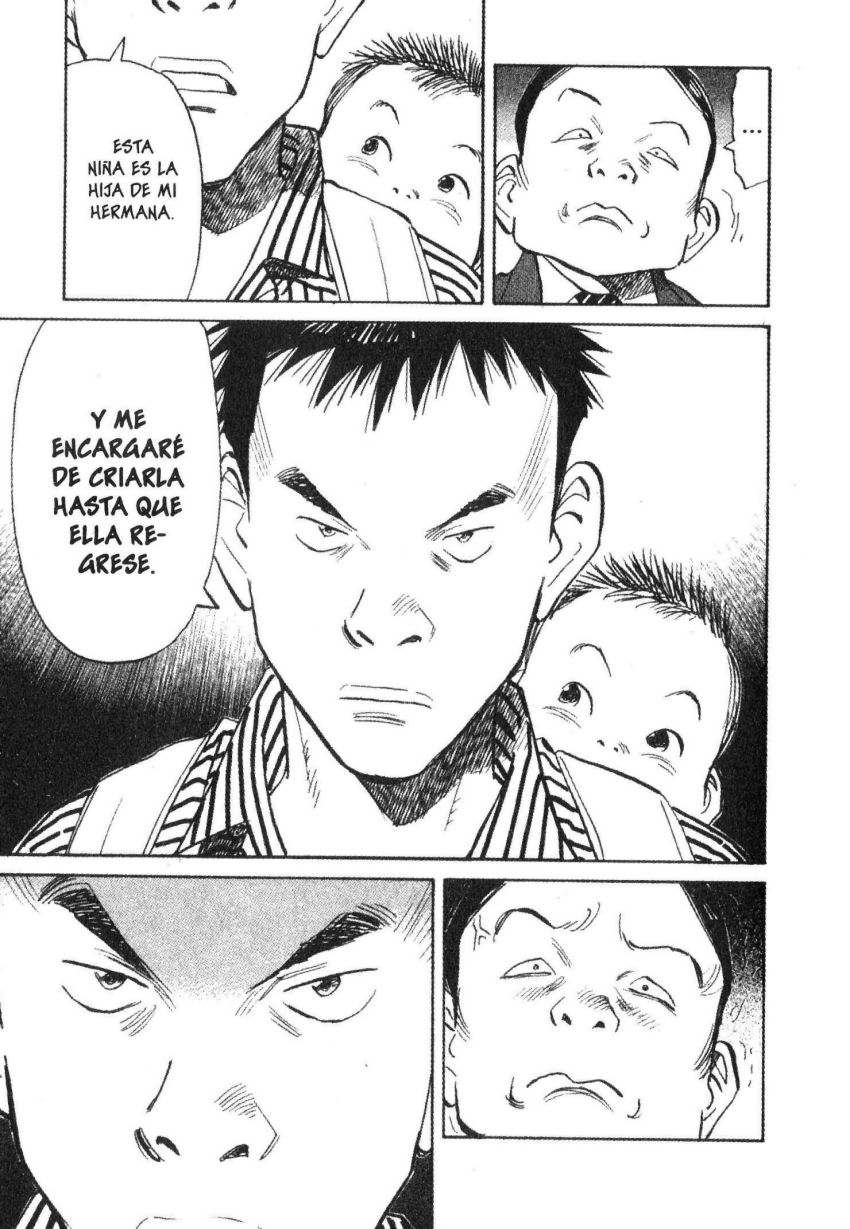 ...
ESTA
NIÑA ES LA
HIJA DE MI
HERMANA.
Y ME
ENCARGARÉ
DE CRIARLA
HASTA QUE
ELLA RE-
GRESE.